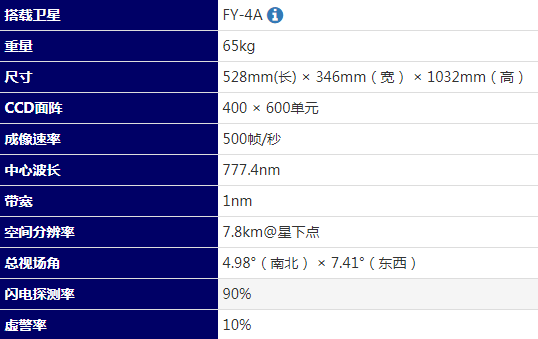 搭载卫星 FY-4A
重量 65kg
尺寸 528mm(长) × 346mm（宽） × 1032mm（高）
CCD面阵 400 × 600单元
成像速率 500帧/秒
中心波长 777.4nm
带宽 1nm
空间分辨率 7.8km@星下点
总视场角 4.98°（南北） × 7.41°（东西）
闪电探测率 90%
虚警率 10%